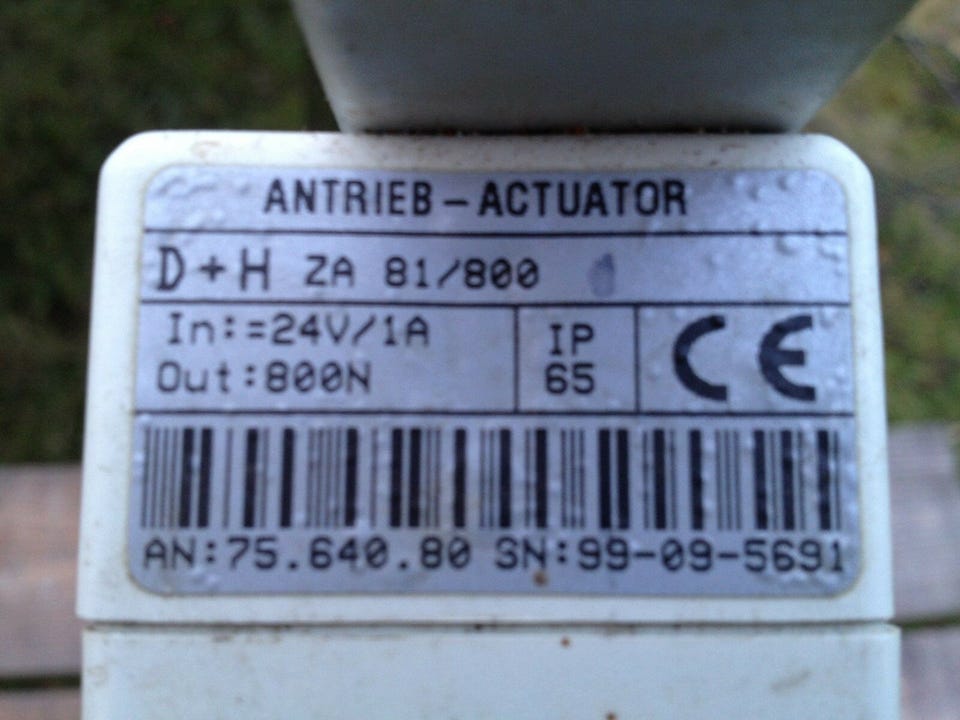 ANTRIEB - ACTUATOR
D+H ZA 81/800
In:=24V/1A
Out:800N
IP
65
CE
AN:75.640.80 SN:99-09-5691